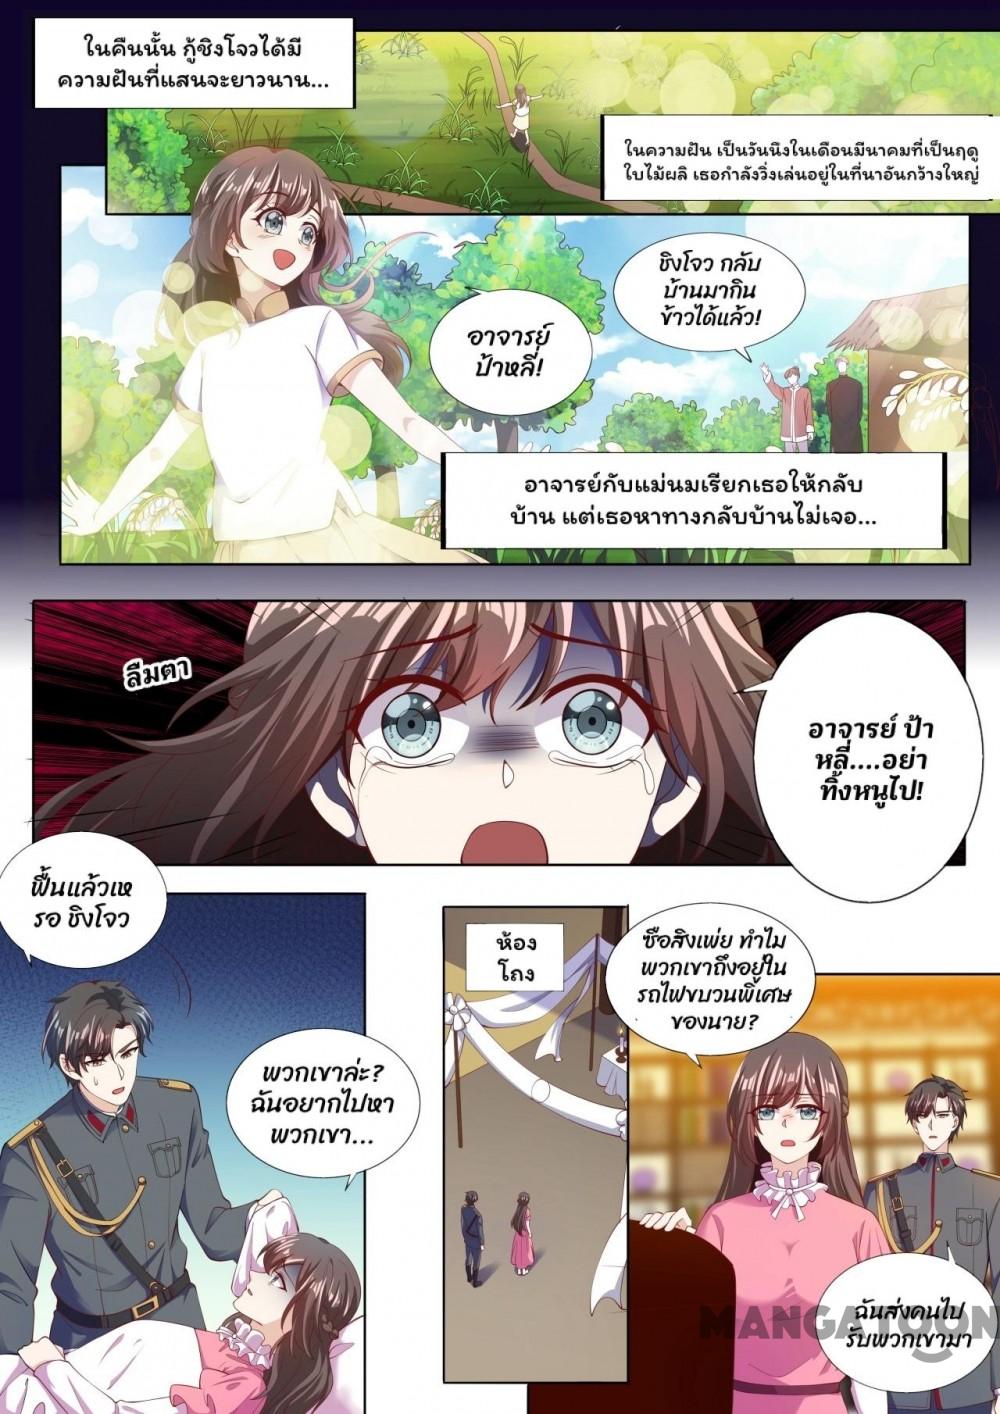 ในคืนนั้น กู้ชิงโจวได้มี
ความฝันที่แสนจะยาวนาน...
ในความฝัน เป็นวันนึงในเดือนมีนาคมที่เป็นฤดู
ใบไม้ผลิ เธอกำลังวิ่งเล่นอยู่ในที่นาอันกว้างใหญ่
ชิงโจว กลับ
บ้านมากิน
ข้าวได้แล้ว!
อาจารย์
ป้าหลี่!
อาจารย์กับแม่นมเรียกเธอให้กลับ
บ้าน แต่เธอหาทางกลับบ้านไม่เจอ...
ลืมตา
อาจารย์ ป้า
หลี่....อย่า
ทิ้งหนูไป!
ฟื้นแล้วเห
รอ ชิงโจว
พวกเขาล่ะ?
ฉันอยากไปหา
พวกเขา...
ห้อง
โถง
ซือสิงเพ่ย ทำไม
พวกเขาถึงอยู่ใน
รถไฟขบวนพิเศษ
ของนาย?
ฉันส่งคนไป
รับพวกเขามา
MANGATOON